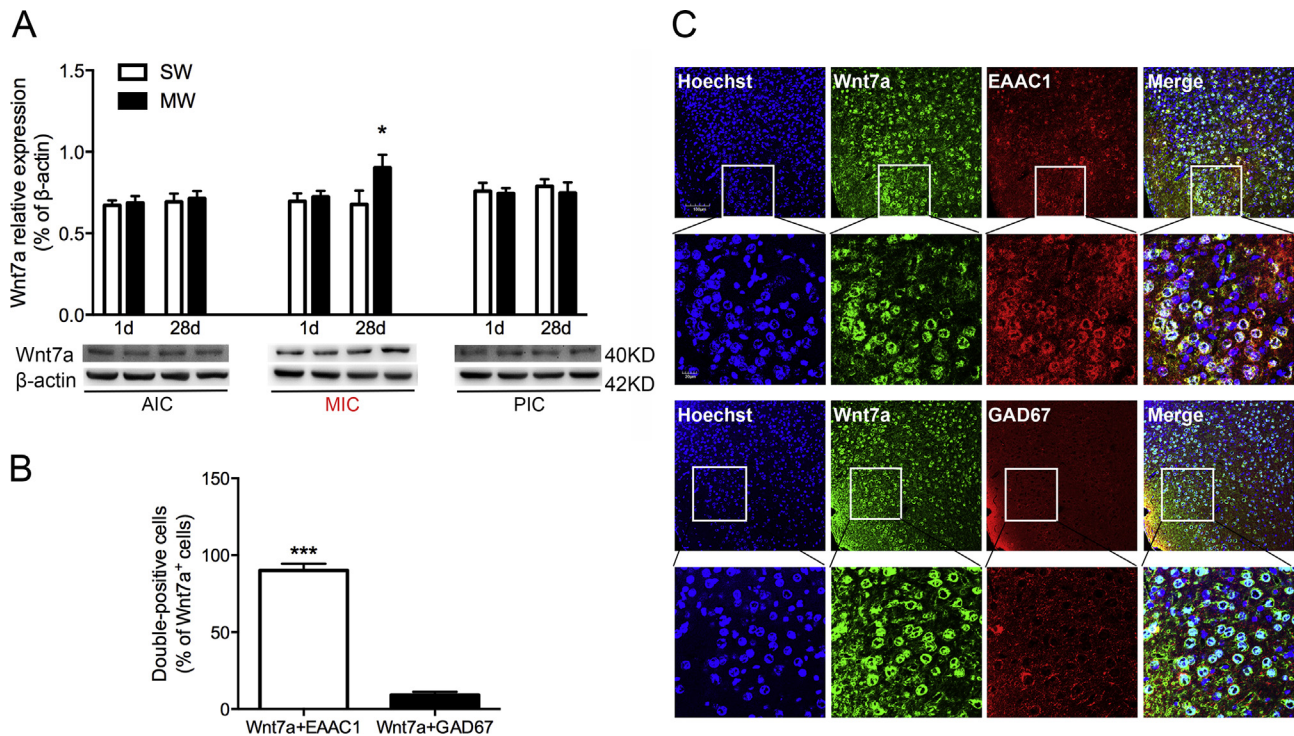 A
Wnt7a relative expression
(% of β-actin)
1.5
1.0
0.5
0.0
SW
MW
*
1d
28d
1d
28d
1d
28d
Wnt7a
40KD
β-actin
42KD
AIC
MIC
PIC
B
Double-positive cells
(% of Wnt7a+ cells)
150
100
50
0
***
Wnt7a+EAAC1
Wnt7a+GAD67
C
Hoechst
Wnt7a
EAAC1
Merge
100μm
20μm
Hoechst
Wnt7a
GAD67
Merge